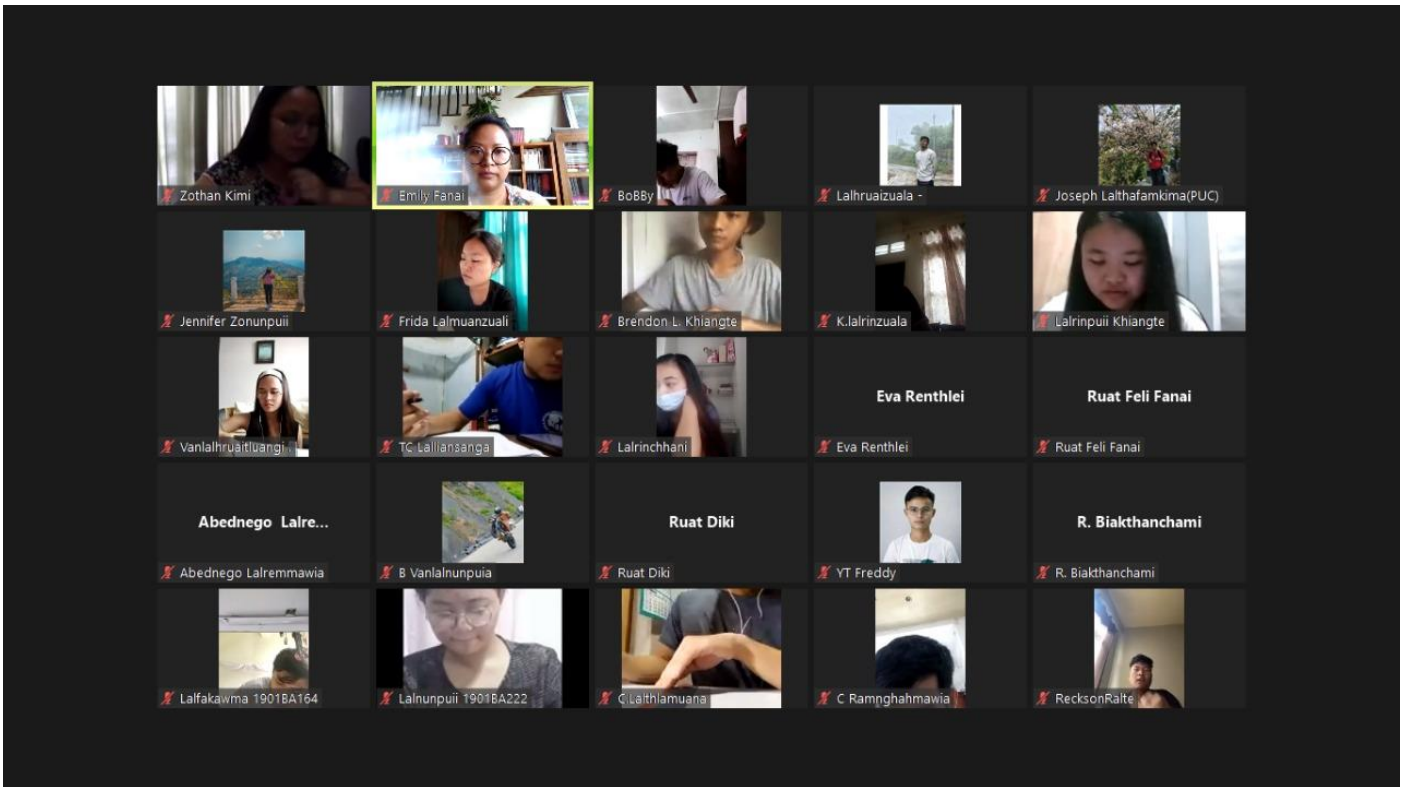 Zothan Kimi
Emily Fanai
BoBBy
Lalhruaizuala -
Joseph Lalthafamkima(PUC)
Jennifer Zonunpuii
Frida Lalmuanzuali
Brendon L. Khiangte
K.lalrinzuala
Lalrinpuii Khiangte
Vanlalhruaitluangi .
TC Lalliansanga
Lalrinchhani
Eva Renthlei
Eva Renthlei
Ruat Feli Fanai
Ruat Feli Fanai
Abednego Lalre...
Abednego Lalremmawia
B Vanlalnunpuia
Ruat Diki
Ruat Diki
YT Freddy
R. Biakthanchami
R. Biakthanchami
Lalfakawma 1901BA164
Lalnunpuii 1901BA222
C.Lalthlamuana
C Ramnghahmawia
RecksonRalte